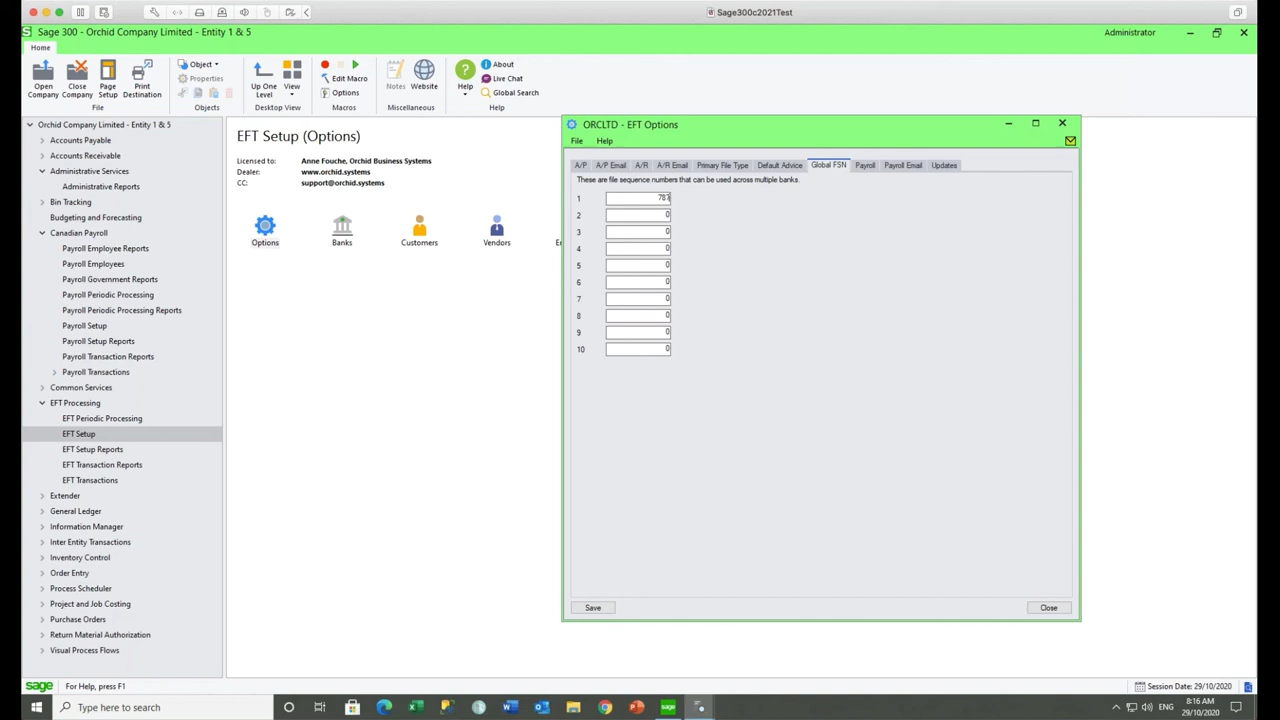 Sage300c2021Test
Sage 300 - Orchid Company Limited - Entity 1 & 5
Administrator
Home
Open Company
Close Company
Page Setup
Print Destination
File
Object
Properties
Objects
Up One Level
View
Desktop View
Edit Macro
Options
Macros
Notes
Website
Miscellaneous
Help
About
Live Chat
Global Search
Help
Orchid Company Limited - Entity 1 & 5
Accounts Payable
Accounts Receivable
Administrative Services
Administrative Reports
Bin Tracking
Budgeting and Forecasting
Canadian Payroll
Payroll Employee Reports
Payroll Employees
Payroll Government Reports
Payroll Periodic Processing
Payroll Periodic Processing Reports
Payroll Setup
Payroll Setup Reports
Payroll Transaction Reports
Payroll Transactions
Common Services
EFT Processing
EFT Periodic Processing
EFT Setup
EFT Setup Reports
EFT Transaction Reports
EFT Transactions
Extender
General Ledger
Information Manager
Inter Entity Transactions
Inventory Control
Order Entry
Process Scheduler
Project and Job Costing
Purchase Orders
Return Material Authorization
Visual Process Flows
EFT Setup (Options)
Licensed to: Anne Fouche, Orchid Business Systems
Dealer: www.orchid.systems
CC: support@orchid.systems
Options
Banks
Customers
Vendors
ORCLTD - EFT Options
File Help
A/P A/P Email A/R A/R Email Primary File Type Default Advice Global FSN Payroll Payroll Email Updates
These are file sequence numbers that can be used across multiple banks.
1 787
2 0
3 0
4 0
5 0
6 0
7 0
8 0
9 0
10 0
Save
Close
sage
For Help, press F1
Session Date: 29/10/2020
Type here to search
ENG
8:16 AM
29/10/2020